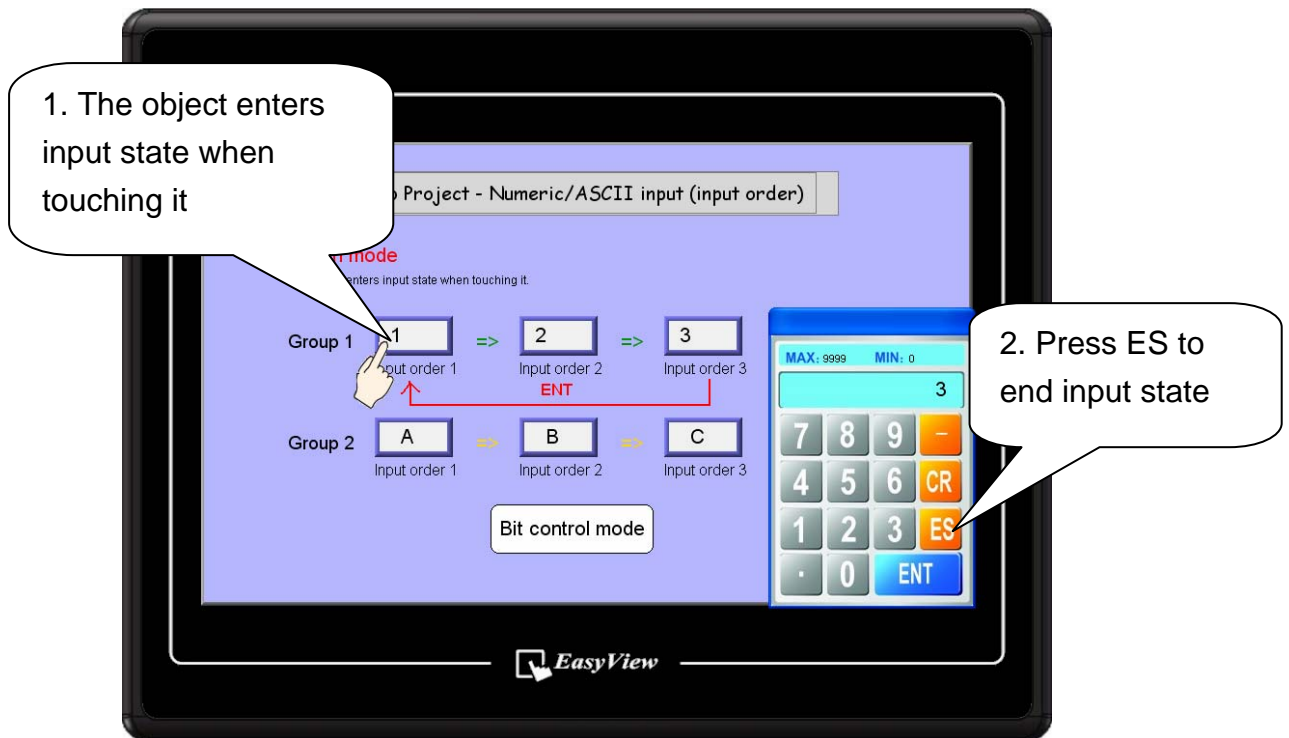 1. The object enters
input state when
touching it
Project - Numeric/ASCII input (input order)
mode
enters input state when touching it.
Group 1
1
=>
2
=>
3
Input order 1
Input order 2
Input order 3
ENT
Group 2
A
=>
B
=>
C
Input order 1
Input order 2
Input order 3
Bit control mode
MAX: 9999 MIN: 0
3
7 8 9 -
4 5 6 CR
1 2 3 ES
. 0 ENT
2. Press ES to
end input state
EasyView